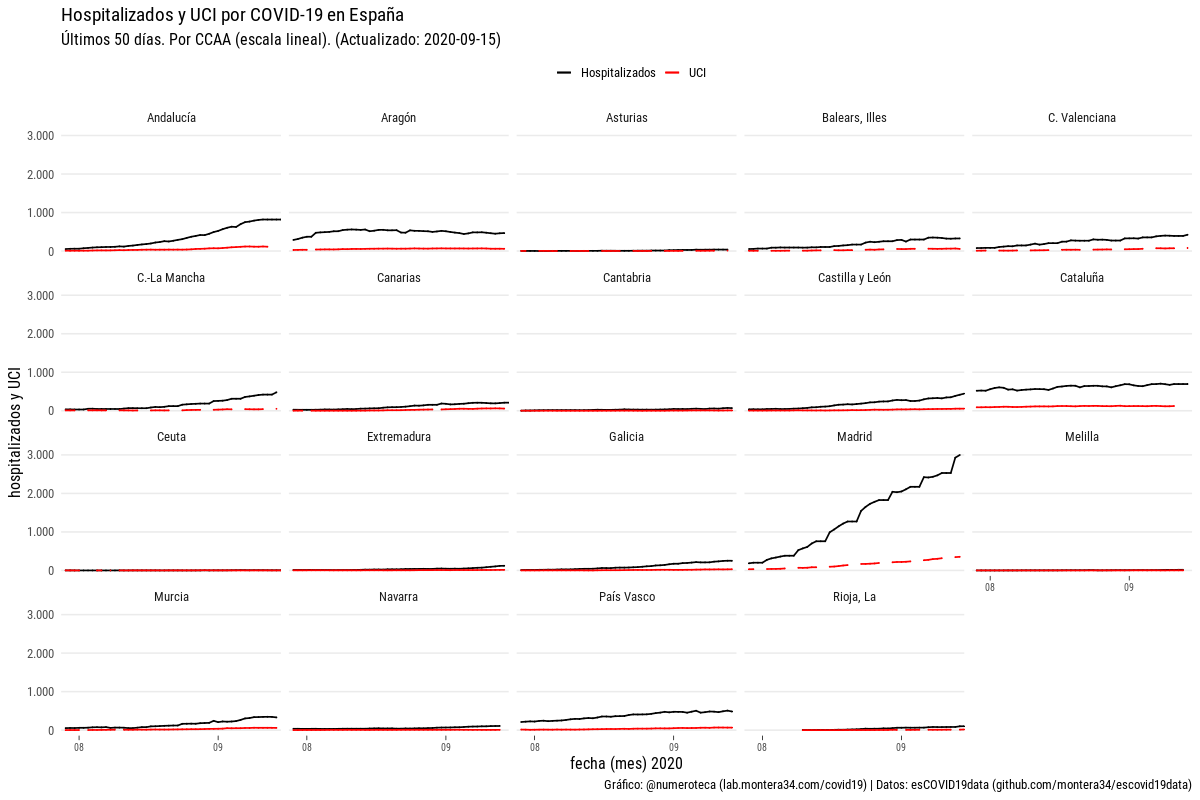 Hospitalizados y UCI por COVID-19 en España
Últimos 50 días. Por CCAA (escala lineal). (Actualizado: 2020-09-15)
Hospitalizados UCI
Andalucía Aragón Asturias Balears, Illes C. Valenciana
3.000
2.000
1.000
0
C.-La Mancha Canarias Cantabria Castilla y León Cataluña
3.000
2.000
1.000
0
Ceuta Extremadura Galicia Madrid Melilla
3.000
2.000
1.000
0
08 09
Murcia Navarra País Vasco Rioja, La
3.000
2.000
1.000
0
08 09 08 09 08 09 08 09
hospitalizados y UCI
fecha (mes) 2020
Gráfico: @numeroteca (lab.montera34.com/covid19) | Datos: esCOVID19data (github.com/montera34/escovid19data)